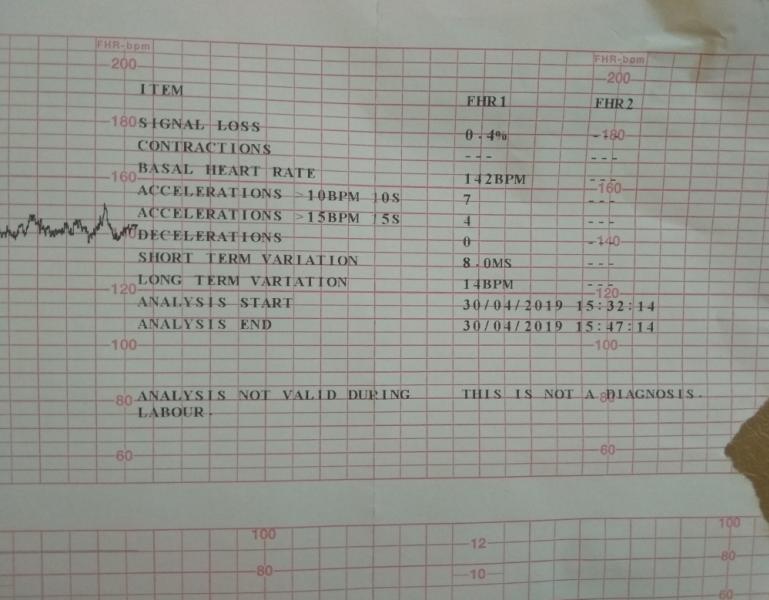 FHR-bpm FHR-bpm
200 200
ITEM FHR1 FHR2
180 SIGNAL LOSS 0.4% --- 180
CONTRACTIONS --- ---
160 BASAL HEART RATE 142BPM --- 160
ACCELERATIONS >10BPM 10S 7 ---
ACCELERATIONS >15BPM 15S 4 ---
140 DECELERATIONS 0 --- 140
SHORT TERM VARIATION 8.0MS ---
120 LONG TERM VARIATION 14BPM --- 120
ANALYSIS START 30/04/2019 15:32:14
ANALYSIS END 30/04/2019 15:47:14
100 100
80 ANALYSIS NOT VALID DURING THIS IS NOT A DIAGNOSIS. 80
LABOUR.
60 60
100 12 100
80 10 80
60